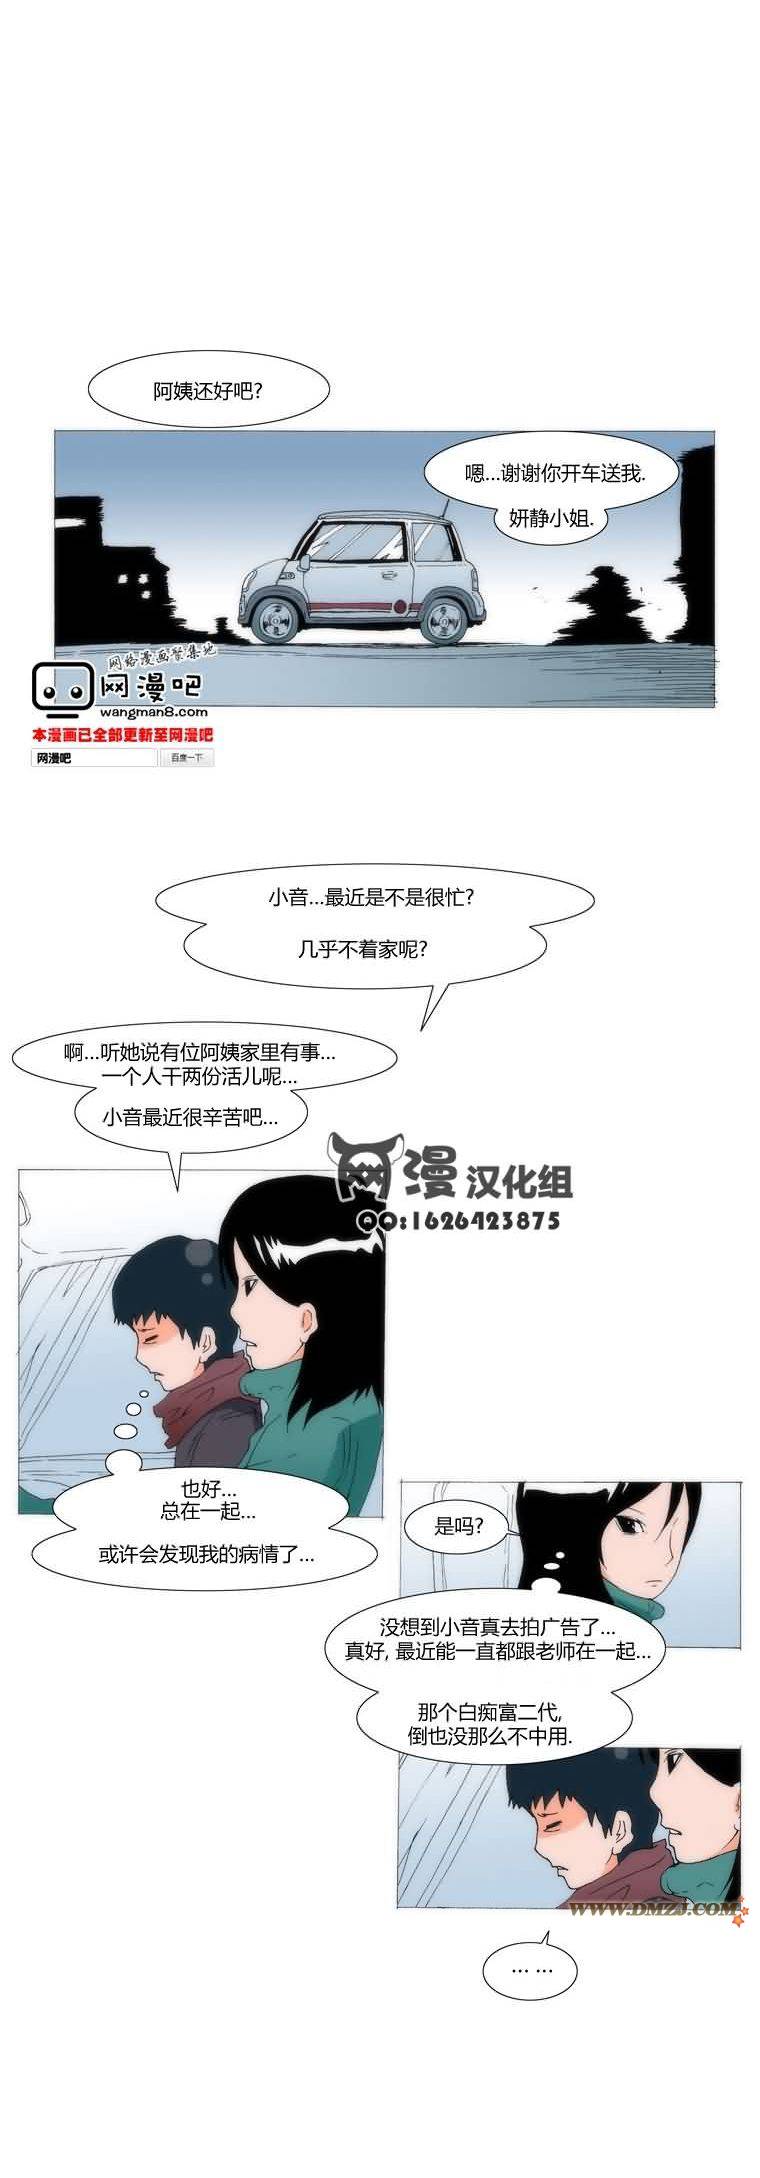 阿姨还好吧?
嗯...谢谢你开车送我.
妍静小姐.
网络漫画聚集地
网漫吧
wangman8.com
本漫画已全部更新至网漫吧
网漫吧 百度一下
小音...最近是不是很忙?
几乎不着家呢?
啊...听她说有位阿姨家里有事...
一个人干两份活儿呢...
小音最近很辛苦吧...
网漫汉化组
QQ:1626423875
也好...
总在一起...
或许会发现我的病情了...
是吗?
没想到小音真去拍广告了...
真好, 最近能一直都跟老师在一起...
那个白痴富二代,
倒也没那么不中用.
WWW.DMZJ.COM
... ...